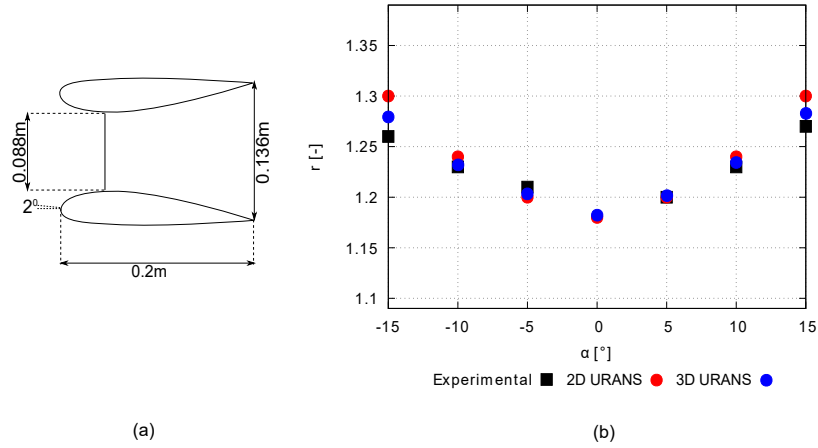 0.088m
0.136m
2⁰
0.2m
(a)
r [-]
1.35
1.3
1.25
1.2
1.15
1.1
-15 -10 -5 0 5 10 15
α [°]
Experimental 2D URANS 3D URANS
(b)